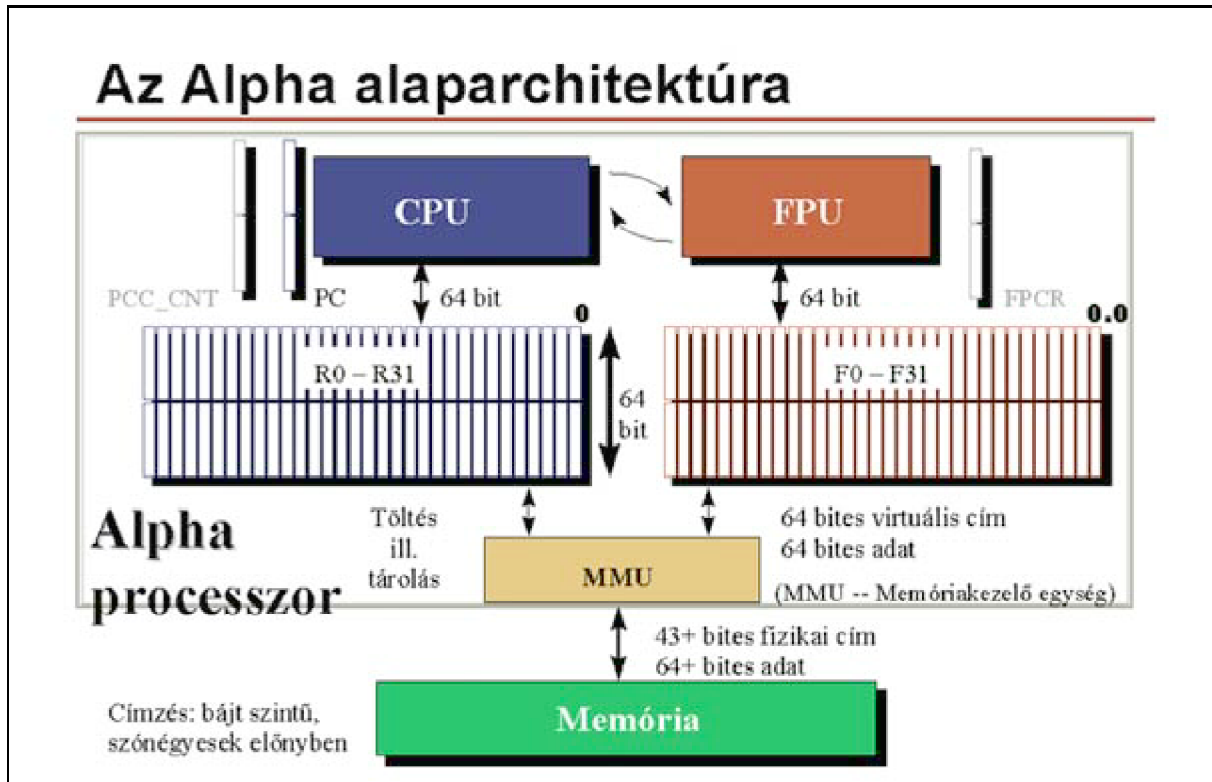 Az Alpha alaparchitektúra
CPU
FPU
PCC_CNT
PC
64 bit
64 bit
FPCR
0
0.0
R0 – R31
F0 – F31
64
bit
Alpha
processzor
Töltés
ill.
tárolás
MMU
64 bites virtuális cím
64 bites adat
(MMU -- Memóriakezelő egység)
43+ bites fizikai cím
64+ bites adat
Címzés: bájt szintű,
szónégyesek előnyben
Memória